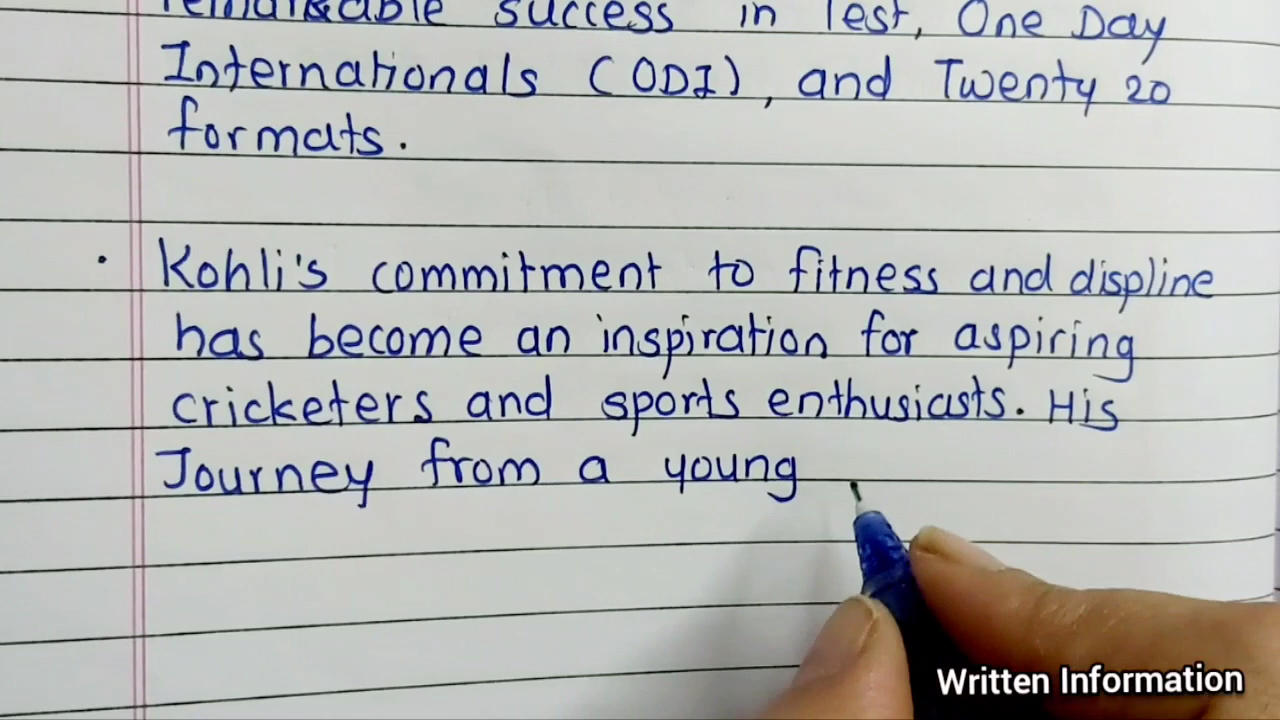 remarkable success in Test, One Day
Internationals (ODI), and Twenty 20
formats.
· Kohli's commitment to fitness and displine
has become an inspiration for aspiring
cricketers and sports enthusiasts. His
Journey from a young
Written Information